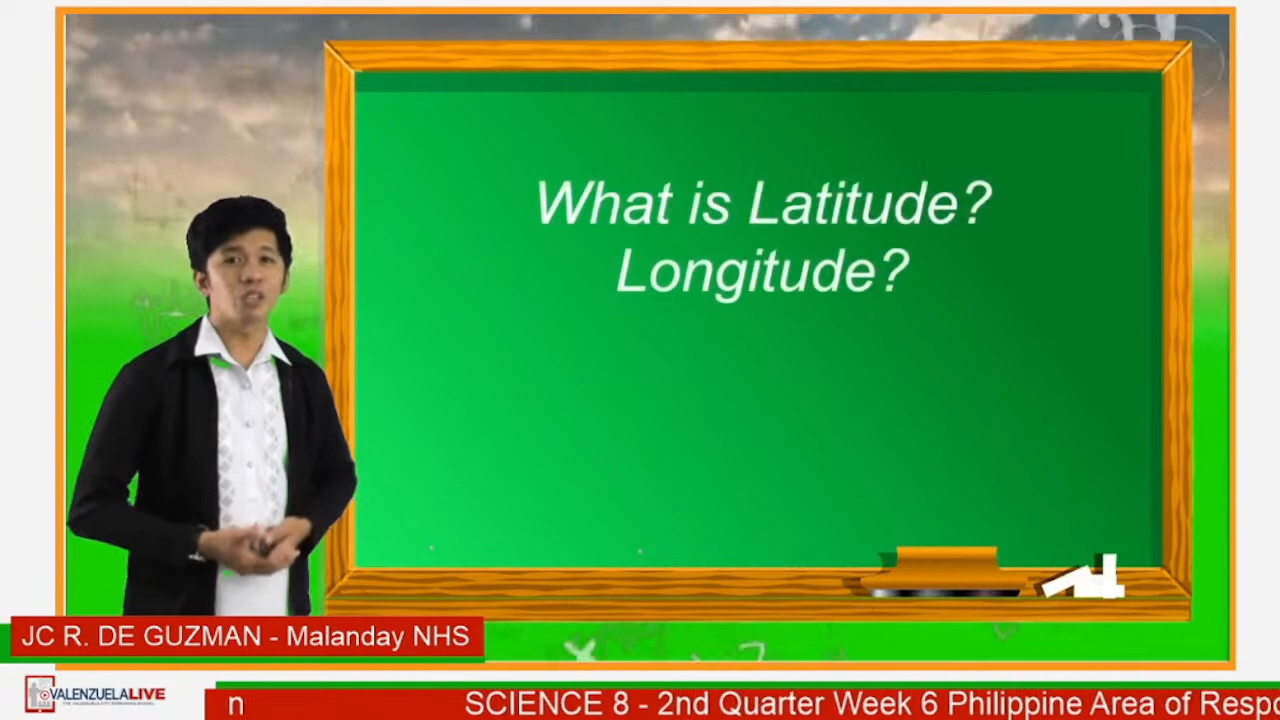 What is Latitude?
Longitude?
JC R. DE GUZMAN - Malanday NHS
VALENZUELALIVE
n SCIENCE 8 - 2nd Quarter Week 6 Philippine Area of Respo